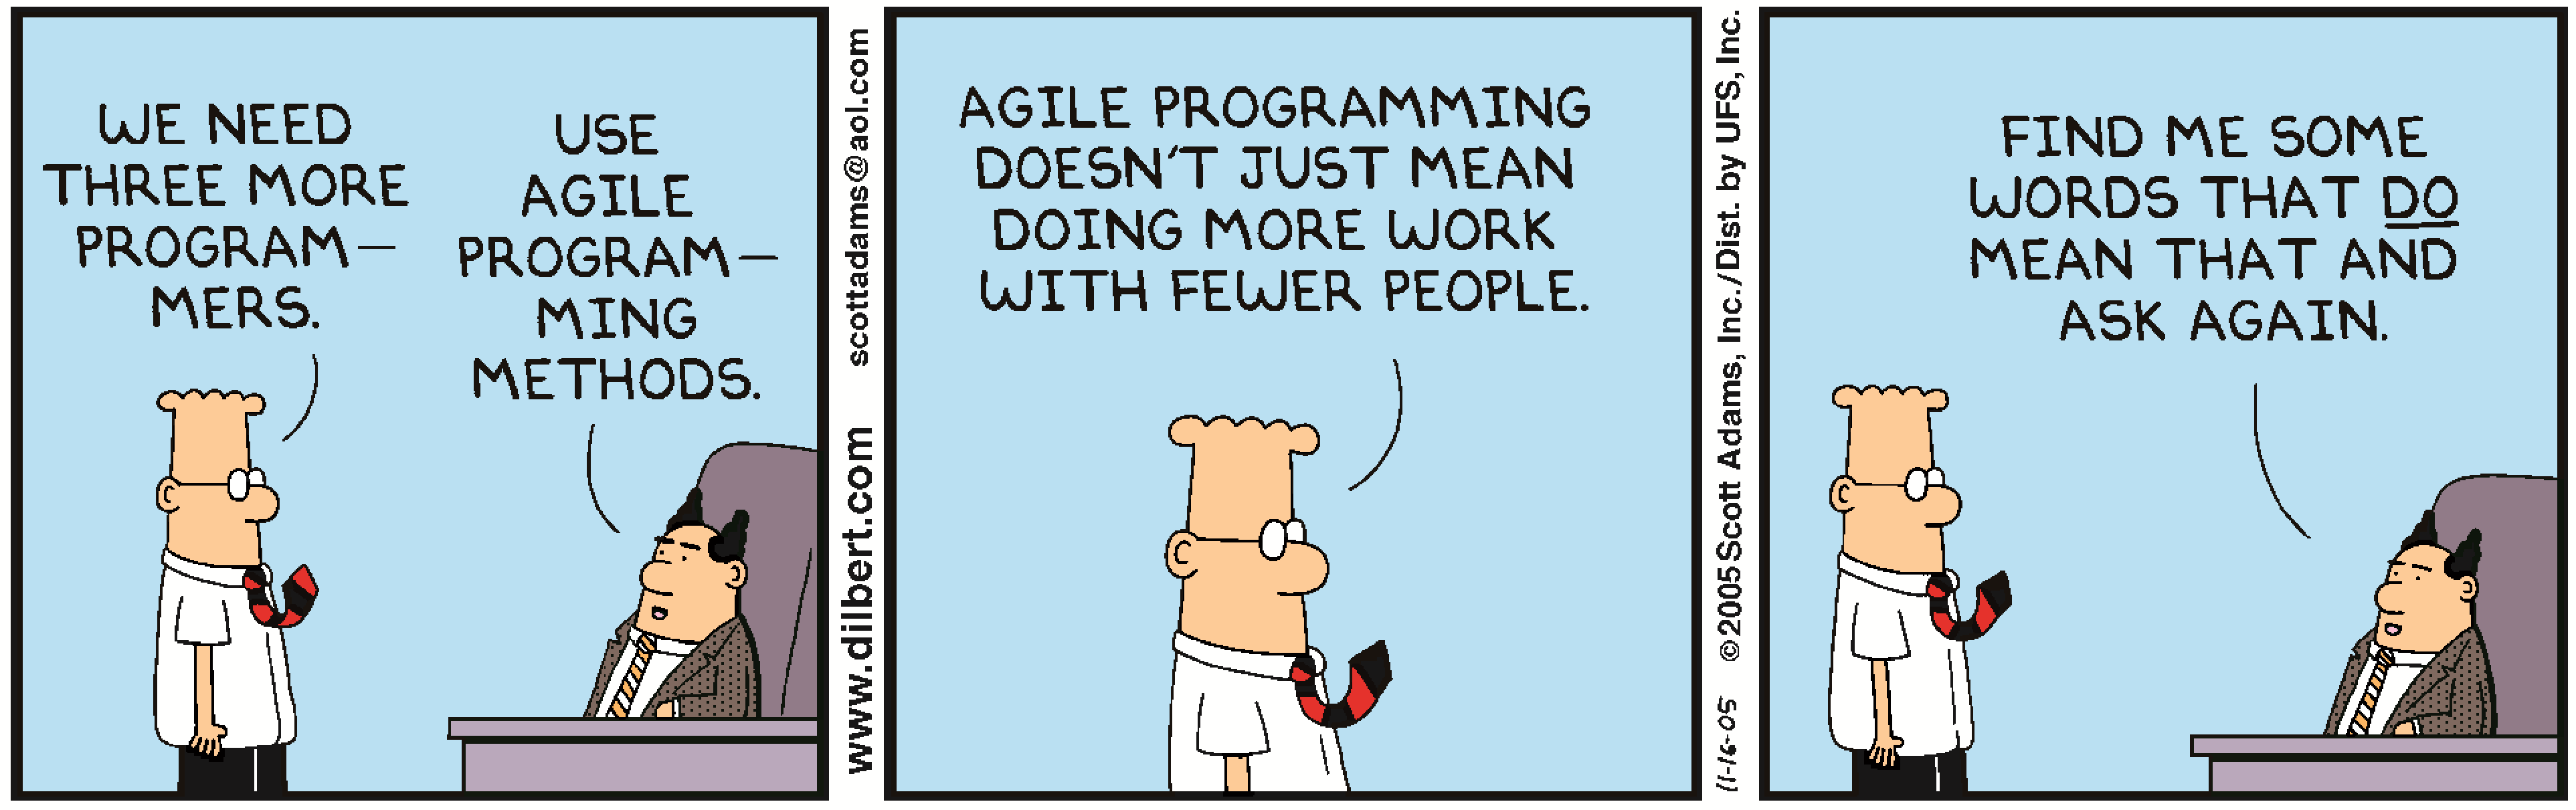 WE NEED
THREE MORE
PROGRAM—
MERS.
USE
AGILE
PROGRAM—
MING
METHODS.
www.dilbert.com scottadams@aol.com
AGILE PROGRAMMING
DOESN'T JUST MEAN
DOING MORE WORK
WITH FEWER PEOPLE.
11-16-05 ©2005 Scott Adams, Inc./Dist. by UFS, Inc.
FIND ME SOME
WORDS THAT DO
MEAN THAT AND
ASK AGAIN.